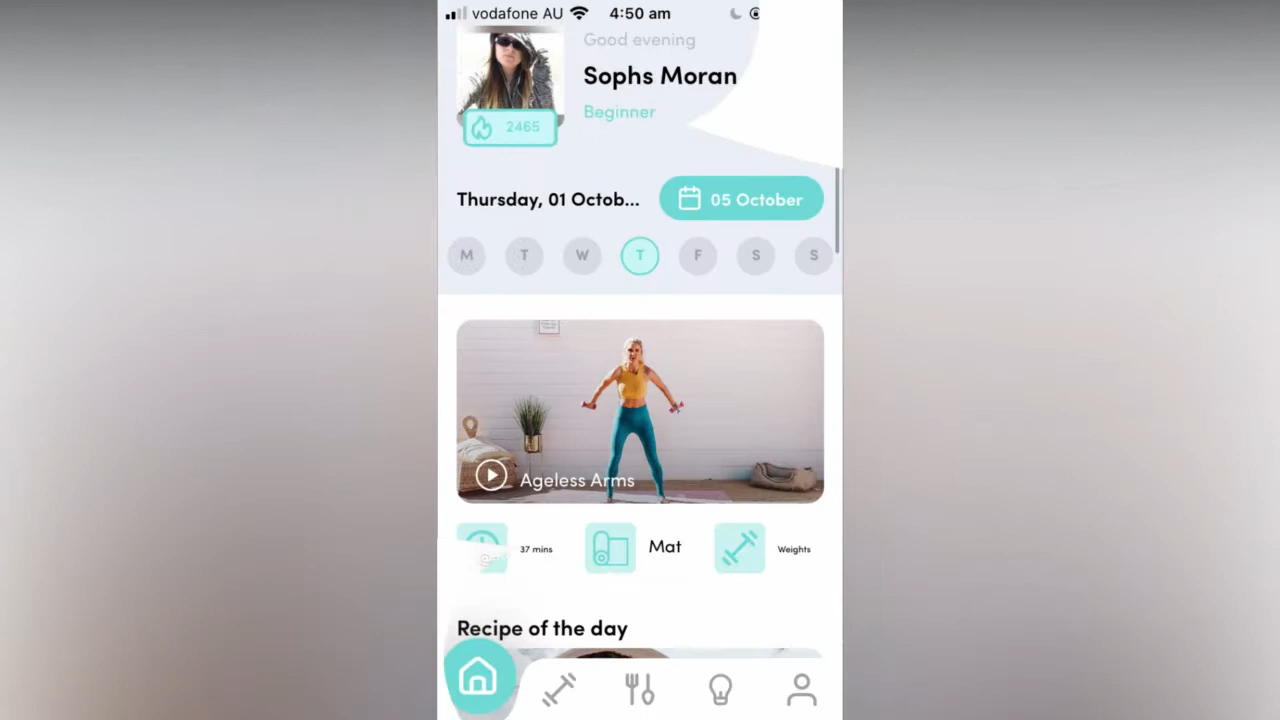 vodafone AU 4:50 am
Good evening
Sophs Moran
Beginner
2465
Thursday, 01 Octob... 05 October
M T W T F S S
Ageless Arms
37 mins Mat Weights
Recipe of the day